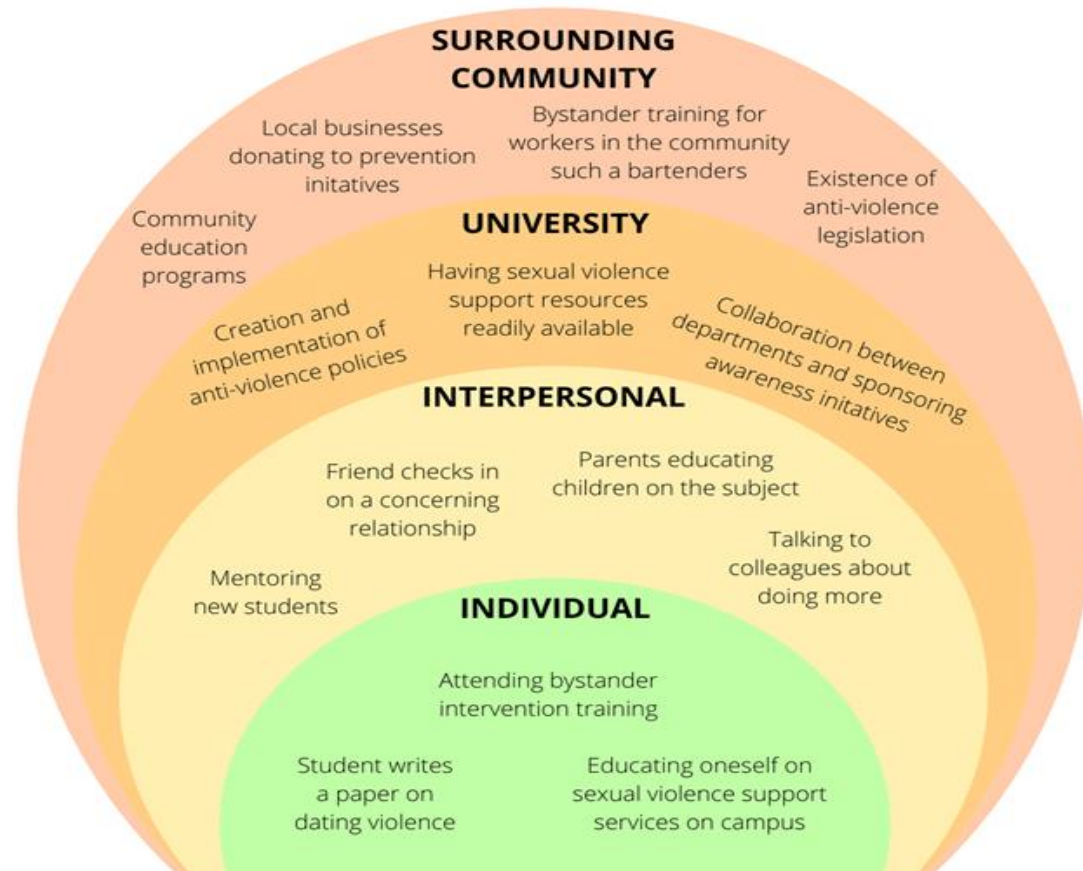 SURROUNDING
COMMUNITY
Local businesses
donating to prevention
initatives
Bystander training for
workers in the community
such a bartenders
Existence of
anti-violence
legislation
Community
education
programs
UNIVERSITY
Having sexual violence
support resources
readily available
Creation and
implementation of
anti-violence policies
Collaboration between
departments and sponsoring
awareness initatives
INTERPERSONAL
Friend checks in
on a concerning
relationship
Parents educating
children on the subject
Talking to
colleagues about
doing more
Mentoring
new students
INDIVIDUAL
Attending bystander
intervention training
Student writes
a paper on
dating violence
Educating oneself on
sexual violence support
services on campus